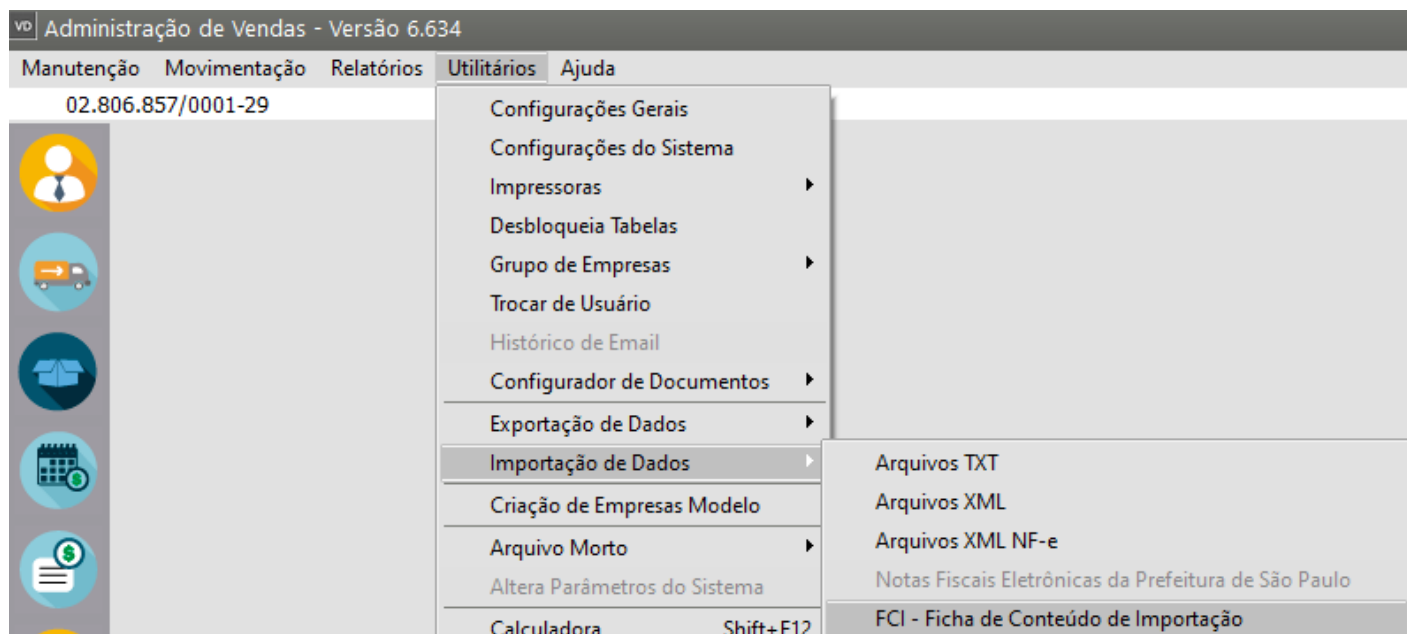 VD Administração de Vendas - Versão 6.634
Manutenção Movimentação Relatórios Utilitários Ajuda
02.806.857/0001-29
Configurações Gerais
Configurações do Sistema
Impressoras
Desbloqueia Tabelas
Grupo de Empresas
Trocar de Usuário
Histórico de Email
Configurador de Documentos
Exportação de Dados
Importação de Dados
Arquivos TXT
Criação de Empresas Modelo
Arquivos XML
Arquivo Morto
Arquivos XML NF-e
Altera Parâmetros do Sistema
Notas Fiscais Eletrônicas da Prefeitura de São Paulo
Calculadora Shift+F12
FCI - Ficha de Conteúdo de Importação